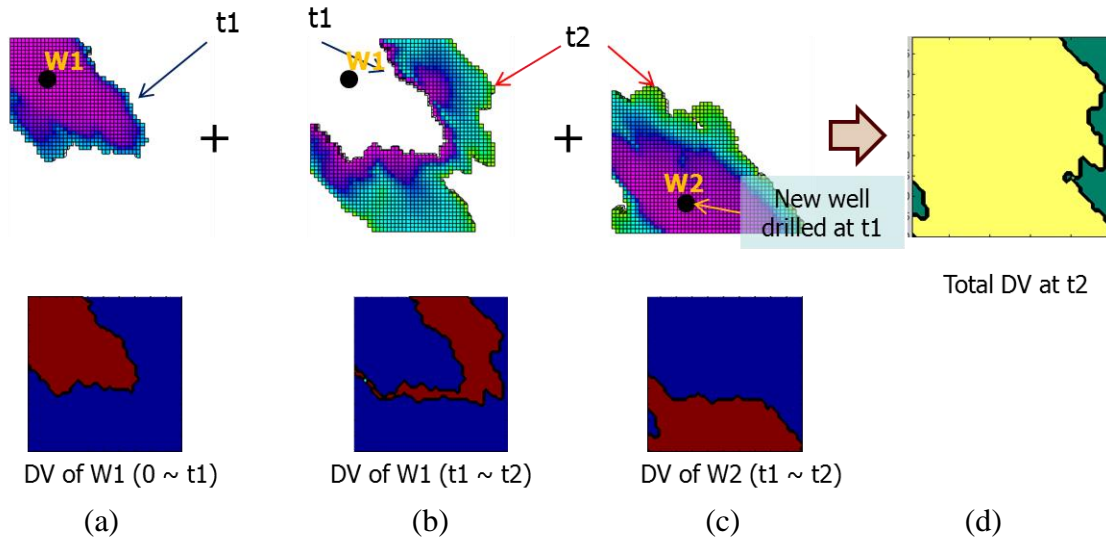 t1
t1
t2
W1
W1
+
+
W2
New well
drilled at t1
Total DV at t2
DV of W1 (0 ~ t1)
DV of W1 (t1 ~ t2)
DV of W2 (t1 ~ t2)
(a)
(b)
(c)
(d)